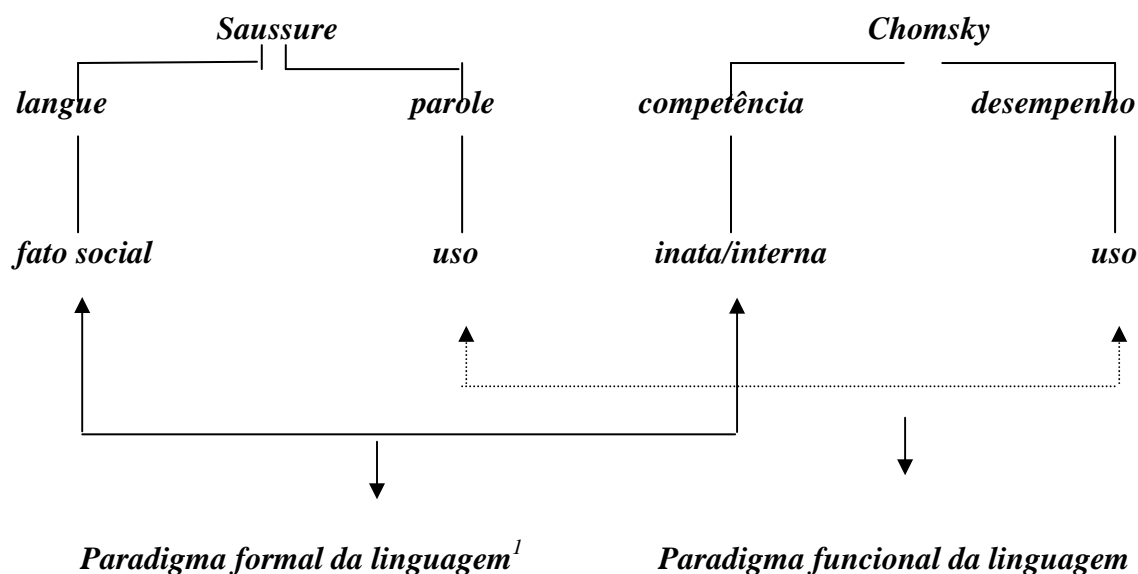 Saussure Chomsky
langue parole competência desempenho
fato social uso inata/interna uso
Paradigma formal da linguagem1 Paradigma funcional da linguagem